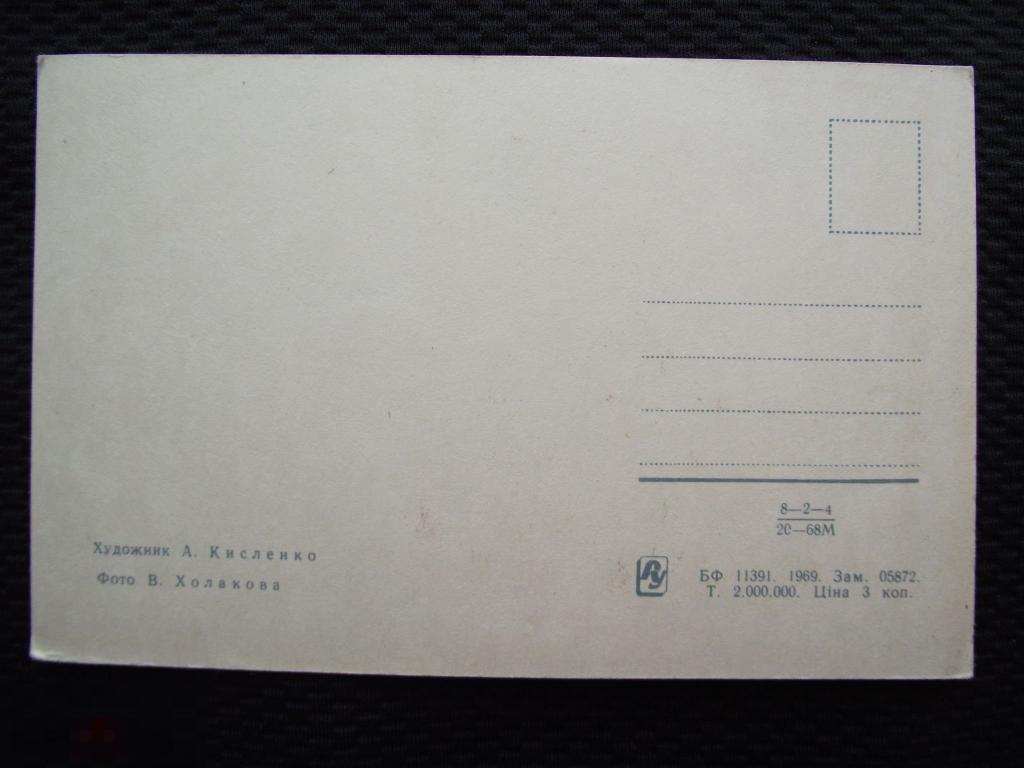 Художник А. Кисленко
Фото В. Холакова
8—2—4
20—68М
БФ 11391. 1969. Зам. 05872.
Т. 2.000.000. Ціна 3 коп.